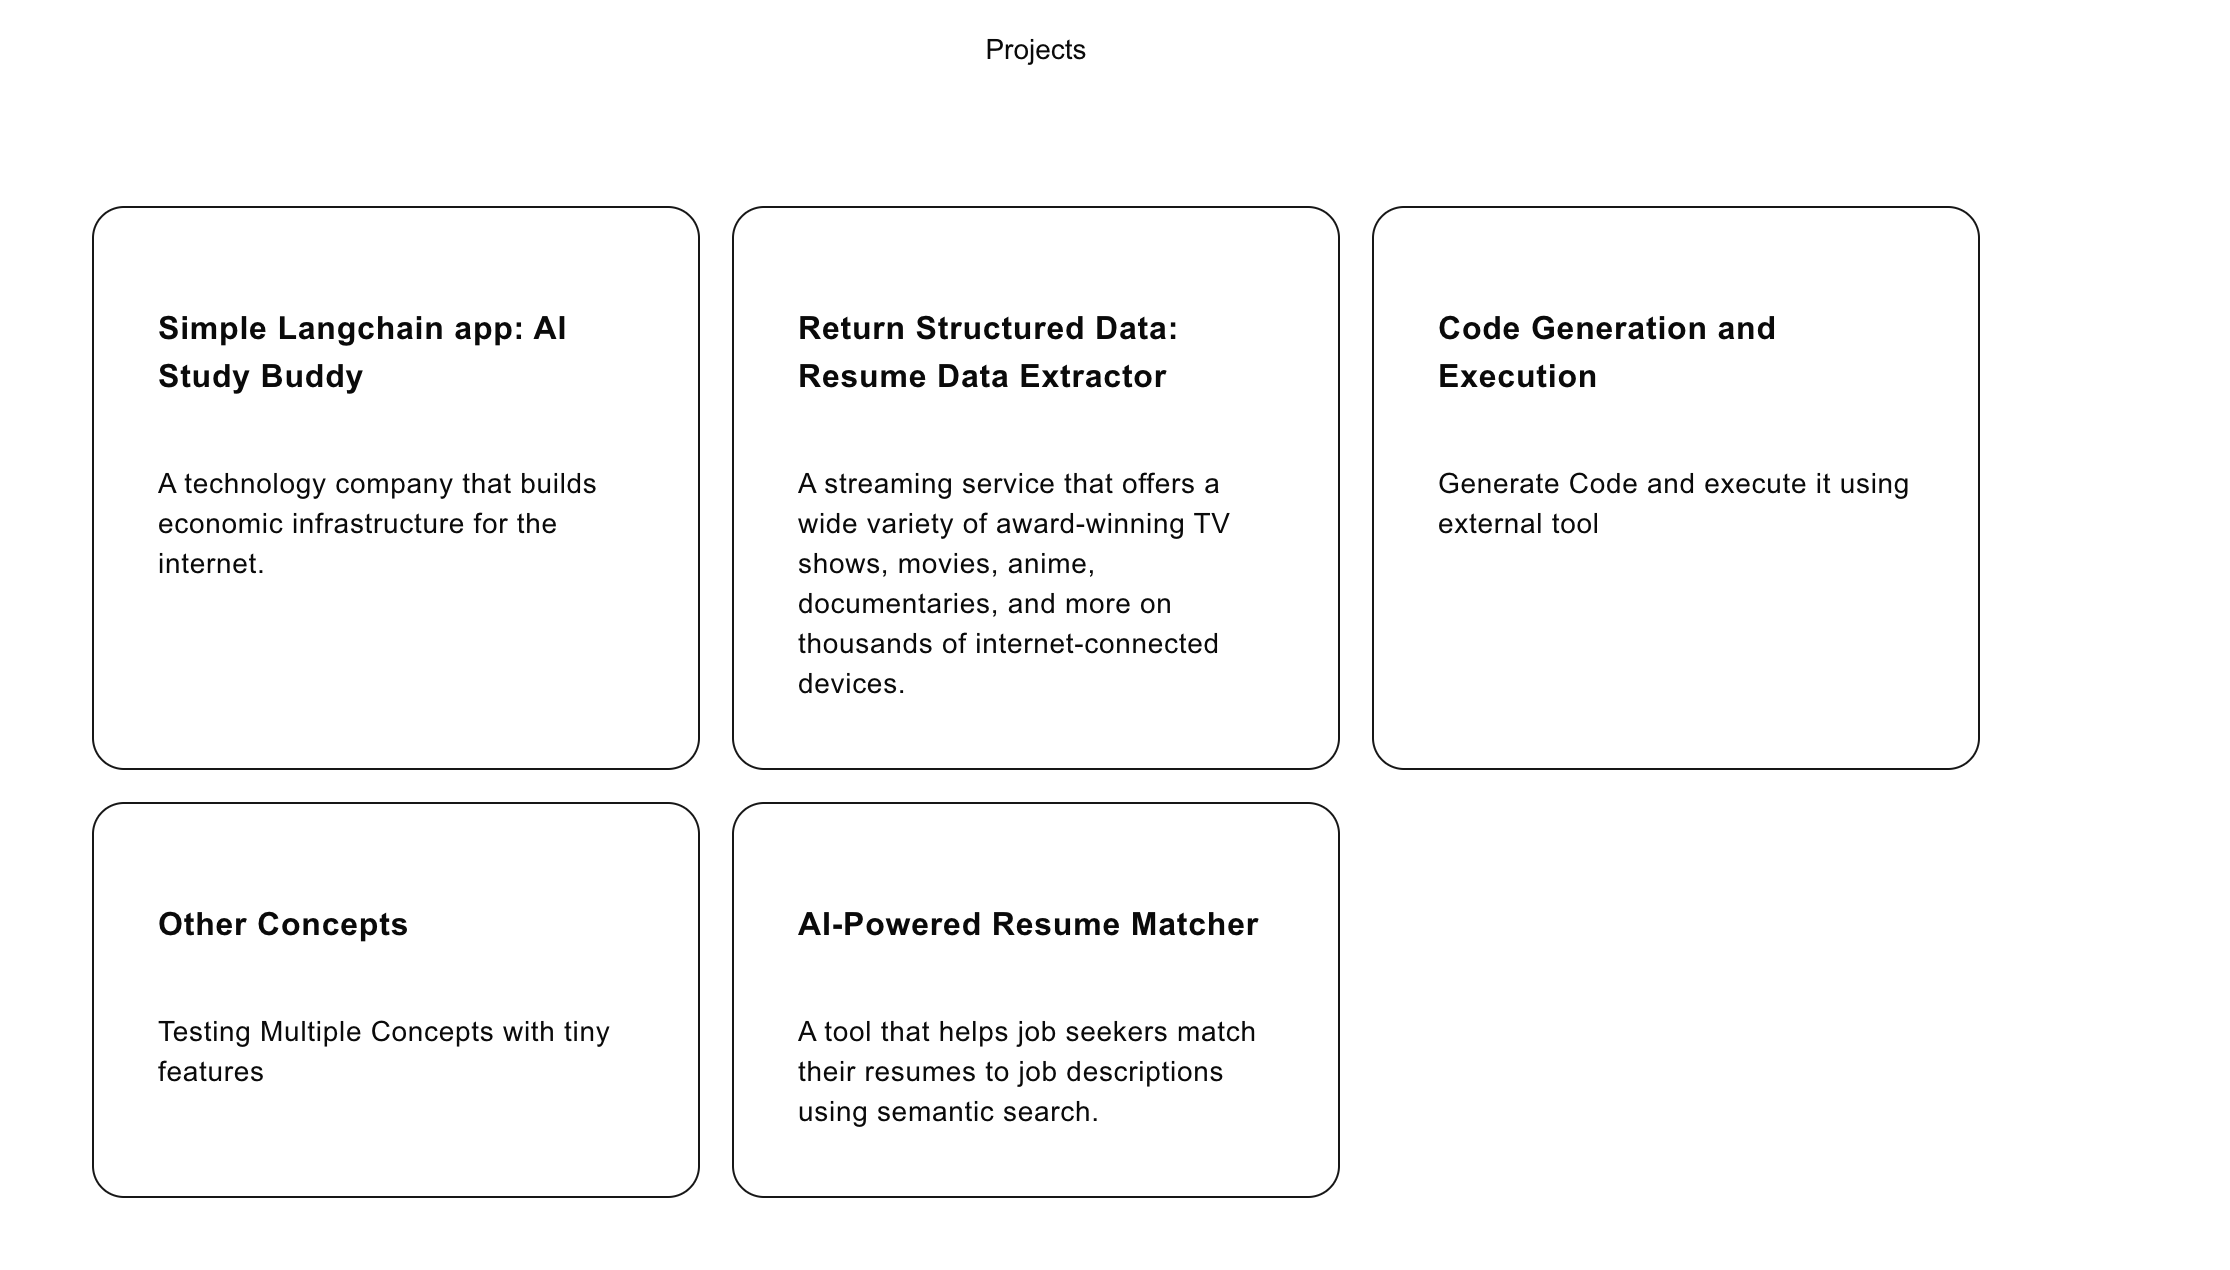 Projects
Simple Langchain app: AI
Study Buddy
A technology company that builds
economic infrastructure for the
internet.
Return Structured Data:
Resume Data Extractor
A streaming service that offers a
wide variety of award-winning TV
shows, movies, anime,
documentaries, and more on
thousands of internet-connected
devices.
Code Generation and
Execution
Generate Code and execute it using
external tool
Other Concepts
Testing Multiple Concepts with tiny
features
AI-Powered Resume Matcher
A tool that helps job seekers match
their resumes to job descriptions
using semantic search.